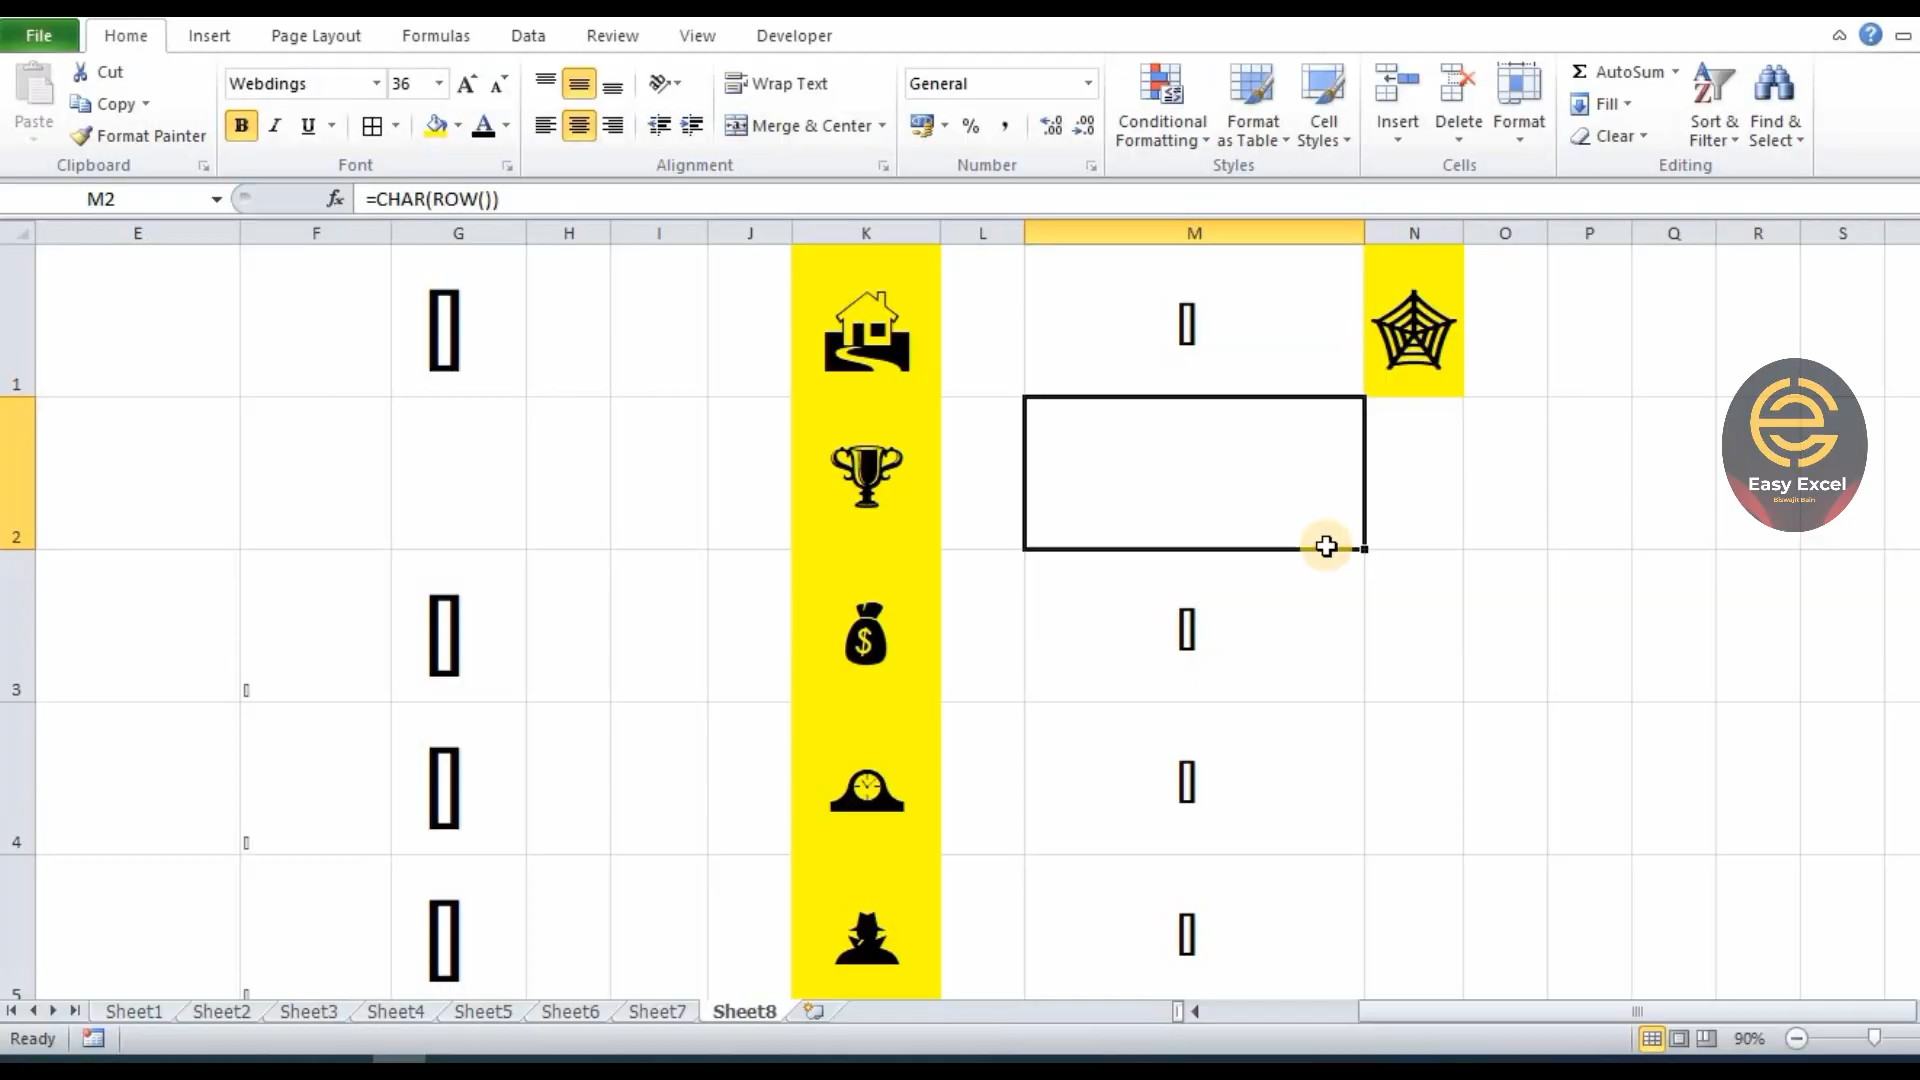 File Home Insert Page Layout Formulas Data Review View Developer
Cut
Copy
Format Painter
Paste
Clipboard
Webdings 36
B I U
Font
Wrap Text
Merge & Center
Alignment
General
Number
Conditional Formatting
Format as Table
Cell Styles
Styles
Insert
Delete
Format
Cells
AutoSum
Fill
Clear
Sort & Filter
Find & Select
Editing
M2 fx =CHAR(ROW())
E F G H I J K L M N O P Q R S
1
2
3
4
5
Easy Excel
Biswajit Bain
Sheet1 Sheet2 Sheet3 Sheet4 Sheet5 Sheet6 Sheet7 Sheet8
Ready 90%